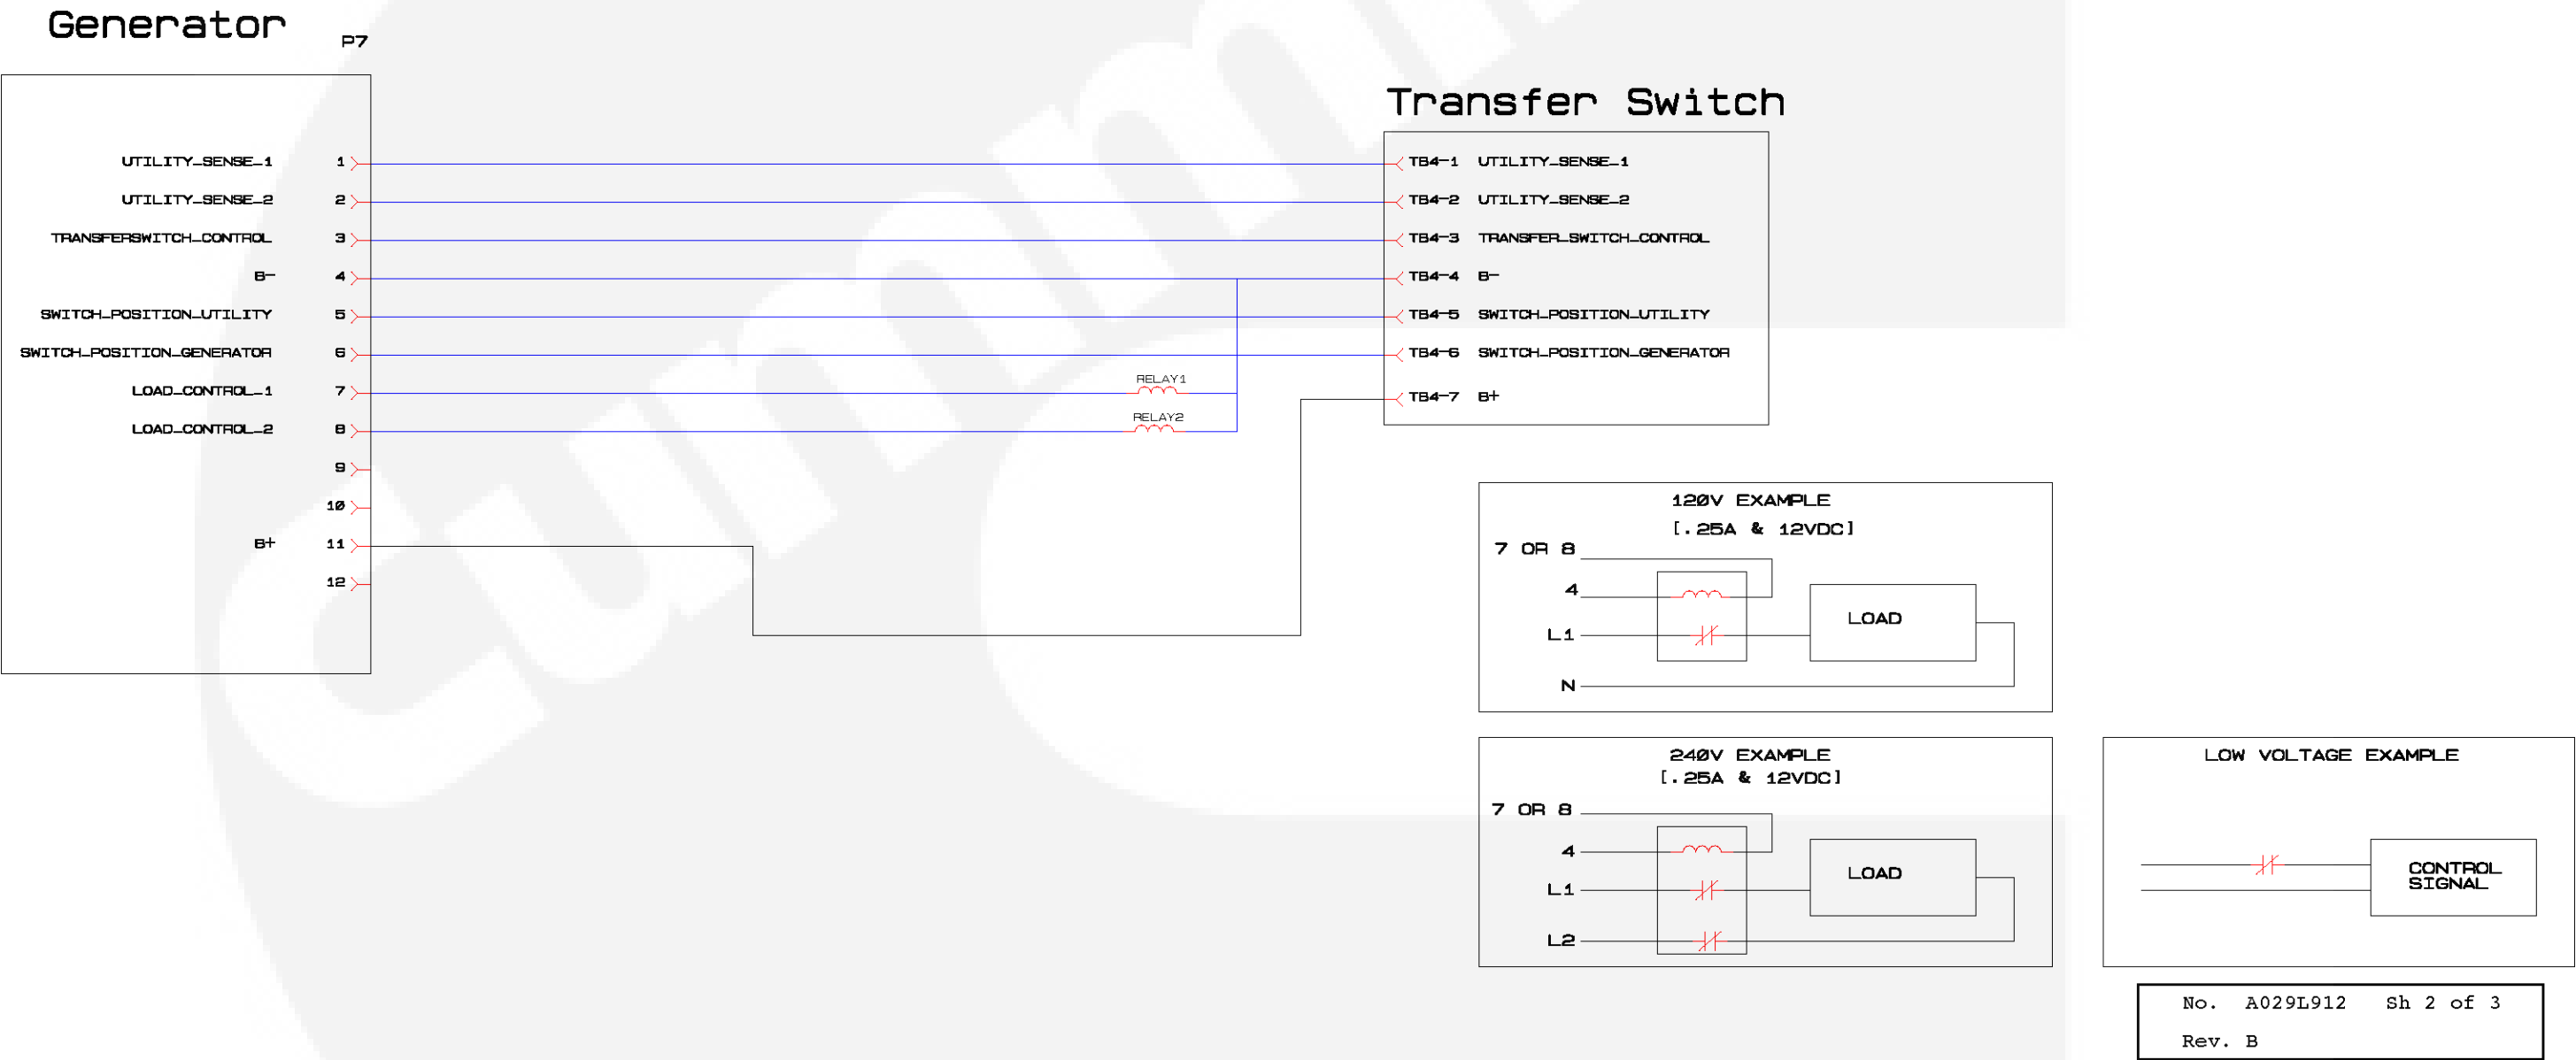 Generator
P7
UTILITY_SENSE_1 1
UTILITY_SENSE_2 2
TRANSFERSWITCH_CONTROL 3
B- 4
SWITCH_POSITION_UTILITY 5
SWITCH_POSITION_GENERATOR 6
LOAD_CONTROL_1 7
LOAD_CONTROL_2 8
9
10
B+ 11
12
RELAY1
RELAY2
Transfer Switch
TB4-1 UTILITY_SENSE_1
TB4-2 UTILITY_SENSE_2
TB4-3 TRANSFER_SWITCH_CONTROL
TB4-4 B-
TB4-5 SWITCH_POSITION_UTILITY
TB4-6 SWITCH_POSITION_GENERATOR
TB4-7 B+
120V EXAMPLE
[.25A & 12VDC]
7 OR 8
4
LOAD
L1
N
240V EXAMPLE
[.25A & 12VDC]
7 OR 8
4
LOAD
L1
L2
LOW VOLTAGE EXAMPLE
CONTROL
SIGNAL
No. A029L912 Sh 2 of 3
Rev. B